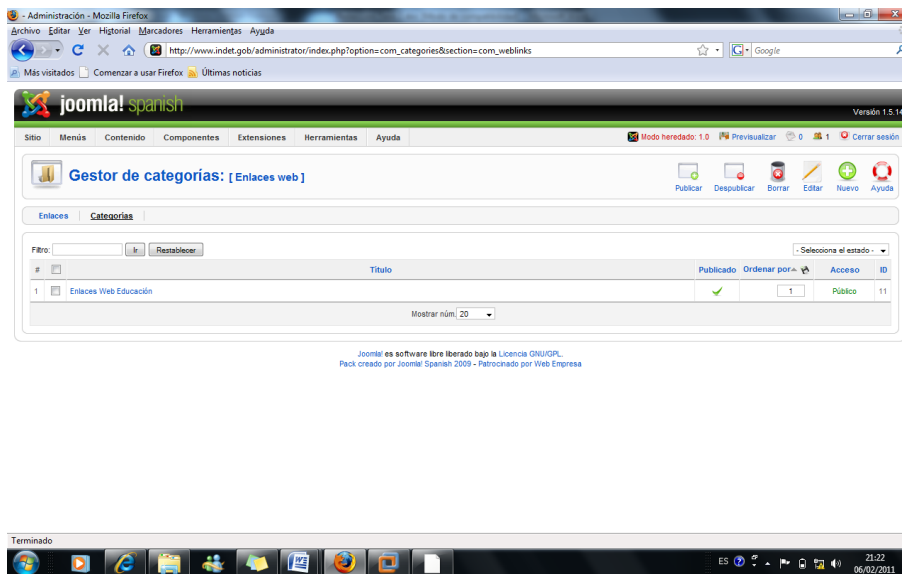 - Administración - Mozilla Firefox
Archivo Editar Ver Historial Marcadores Herramientas Ayuda
http://www.indet.gob/administrator/index.php?option=com_categories&section=com_weblinks
Google
Más visitados Comenzar a usar Firefox Últimas noticias
joomla! spanish
Versión 1.5.14
Sitio Menús Contenido Componentes Extensiones Herramientas Ayuda Modo heredado: 1.0 Previsualizar 0 1 Cerrar sesión
Gestor de categorías: [ Enlaces web ]
Publicar Despublicar Borrar Editar Nuevo Ayuda
Enlaces Categorías
Filtro: Ir Restablecer - Selecciona el estado -
# Título Publicado Ordenar por Acceso ID
1 Enlaces Web Educación 1 Público 11
Mostrar núm. 20
Joomla! es software libre liberado bajo la Licencia GNU/GPL.
Pack creado por Joomla! Spanish 2009 - Patrocinado por Web Empresa
Terminado
ES 21:22
06/02/2011